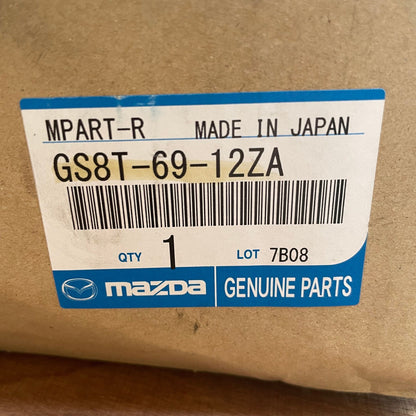 MPART-R MADE IN JAPAN
GS8T-69-12ZA
QTY 1 LOT 7B08
mazda GENUINE PARTS